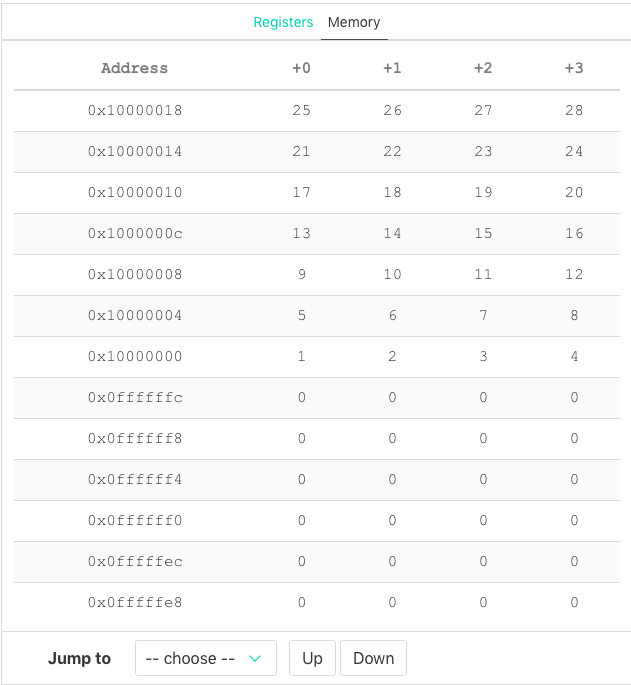 Registers Memory
Address +0 +1 +2 +3
0x10000018 25 26 27 28
0x10000014 21 22 23 24
0x10000010 17 18 19 20
0x1000000c 13 14 15 16
0x10000008 9 10 11 12
0x10000004 5 6 7 8
0x10000000 1 2 3 4
0x0ffffffc 0 0 0 0
0x0ffffff8 0 0 0 0
0x0ffffff4 0 0 0 0
0x0ffffff0 0 0 0 0
0x0fffffec 0 0 0 0
0x0fffffe8 0 0 0 0
Jump to -- choose -- Up Down